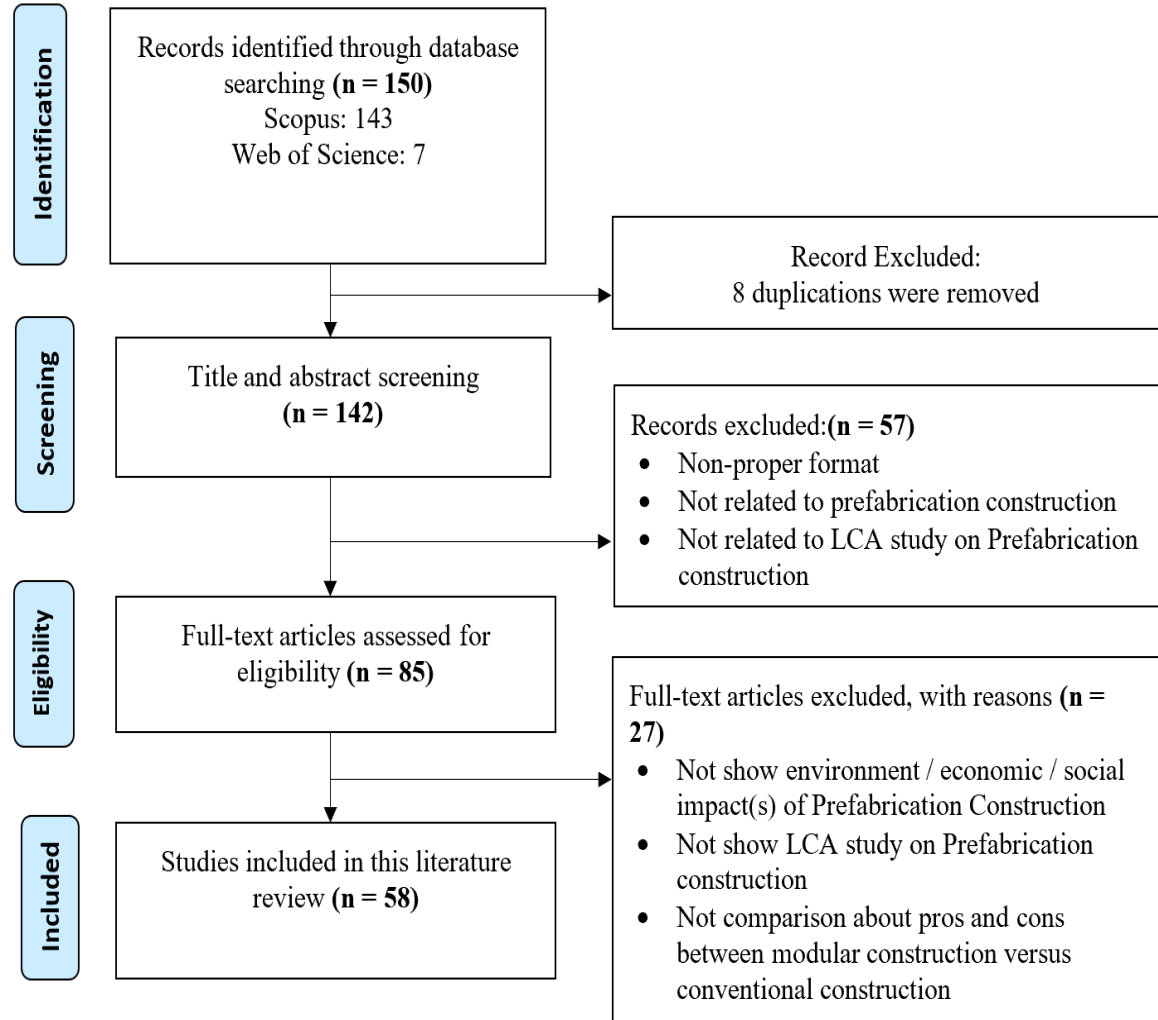 Identification
Records identified through database
searching (n = 150)
Scopus: 143
Web of Science: 7
Record Excluded:
8 duplications were removed
Screening
Title and abstract screening
(n = 142)
Records excluded:(n = 57)
• Non-proper format
• Not related to prefabrication construction
• Not related to LCA study on Prefabrication
construction
Eligibility
Full-text articles assessed for
eligibility (n = 85)
Full-text articles excluded, with reasons (n =
27)
• Not show environment / economic / social
impact(s) of Prefabrication Construction
• Not show LCA study on Prefabrication
construction
• Not comparison about pros and cons
between modular construction versus
conventional construction
Included
Studies included in this literature
review (n = 58)